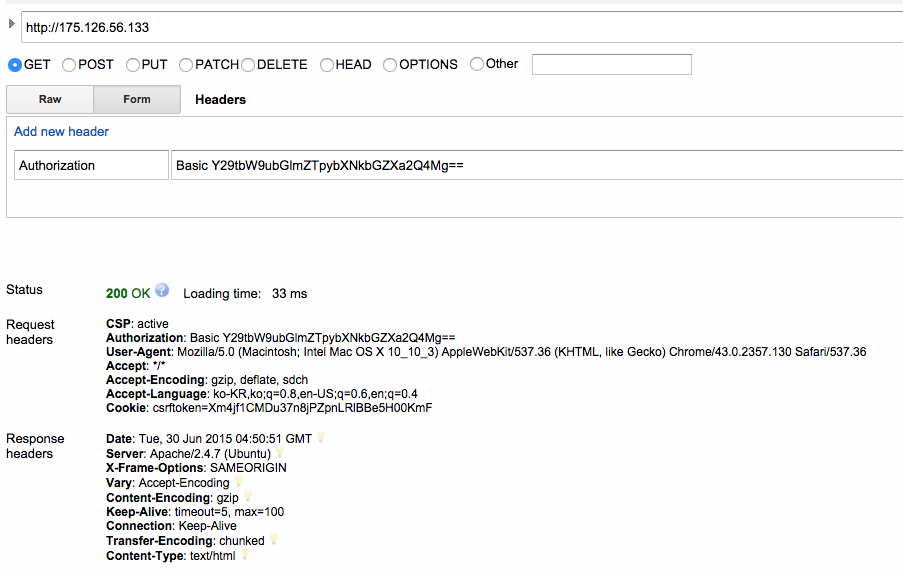 http://175.126.56.133
GET POST PUT PATCH DELETE HEAD OPTIONS Other
Raw Form Headers
Add new header
Authorization Basic Y29tbW9ubGlmZTpybXNkbGZXa2Q4Mg==
Status 200 OK ? Loading time: 33 ms
Request headers
CSP: active
Authorization: Basic Y29tbW9ubGlmZTpybXNkbGZXa2Q4Mg==
User-Agent: Mozilla/5.0 (Macintosh; Intel Mac OS X 10_10_3) AppleWebKit/537.36 (KHTML, like Gecko) Chrome/43.0.2357.130 Safari/537.36
Accept: */*
Accept-Encoding: gzip, deflate, sdch
Accept-Language: ko-KR,ko;q=0.8,en-US;q=0.6,en;q=0.4
Cookie: csrftoken=Xm4jf1CMDu37n8jPZpnLRIBBe5H00KmF
Response headers
Date: Tue, 30 Jun 2015 04:50:51 GMT
Server: Apache/2.4.7 (Ubuntu)
X-Frame-Options: SAMEORIGIN
Vary: Accept-Encoding
Content-Encoding: gzip
Keep-Alive: timeout=5, max=100
Connection: Keep-Alive
Transfer-Encoding: chunked
Content-Type: text/html